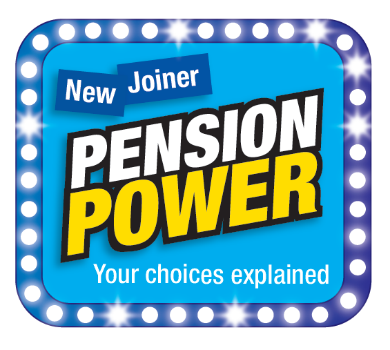 New Joiner
PENSION
POWER
Your choices explained